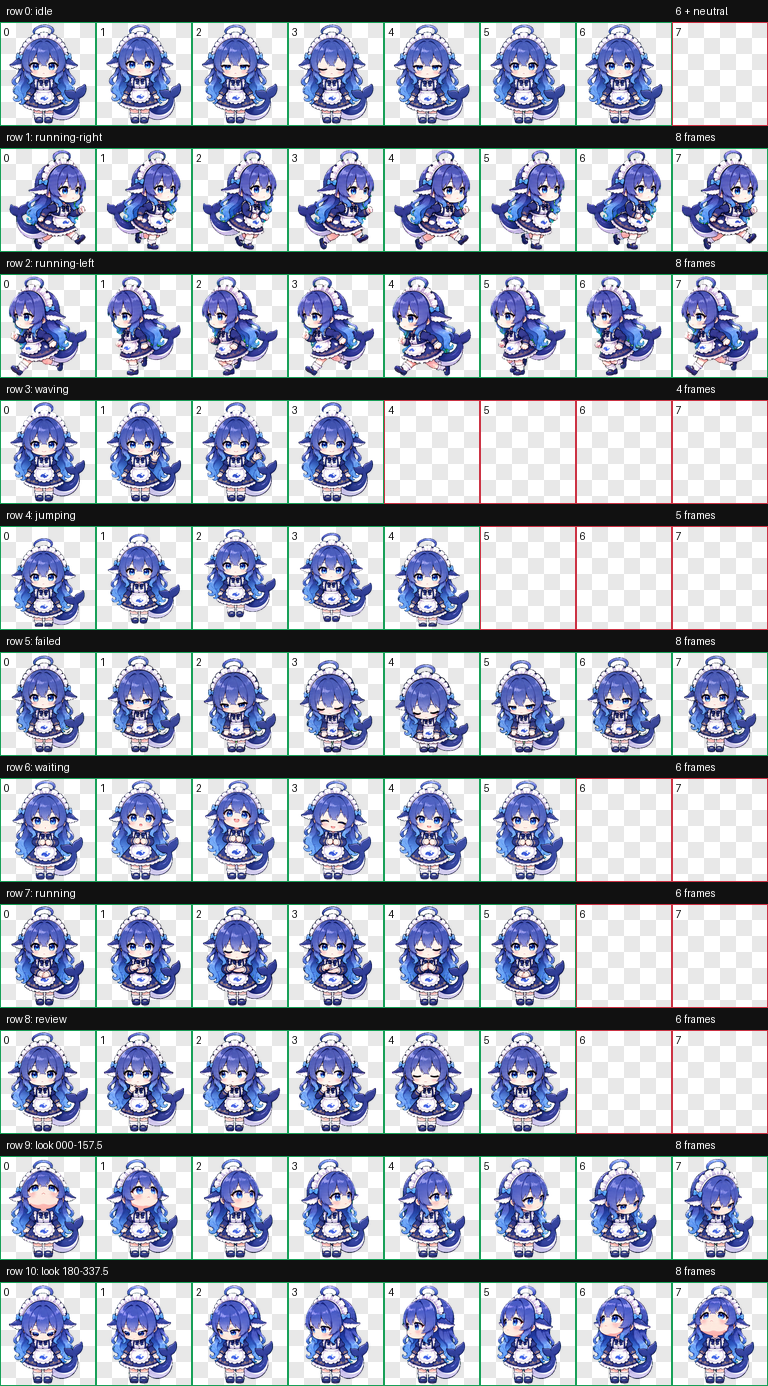 row 0: idle 6 + neutral
0 1 2 3 4 5 6 7
row 1: running-right 8 frames
0 1 2 3 4 5 6 7
row 2: running-left 8 frames
0 1 2 3 4 5 6 7
row 3: waving 4 frames
0 1 2 3 4 5 6 7
row 4: jumping 5 frames
0 1 2 3 4 5 6 7
row 5: failed 8 frames
0 1 2 3 4 5 6 7
row 6: waiting 6 frames
0 1 2 3 4 5 6 7
row 7: running 6 frames
0 1 2 3 4 5 6 7
row 8: review 6 frames
0 1 2 3 4 5 6 7
row 9: look 000-157.5 8 frames
0 1 2 3 4 5 6 7
row 10: look 180-337.5 8 frames
0 1 2 3 4 5 6 7